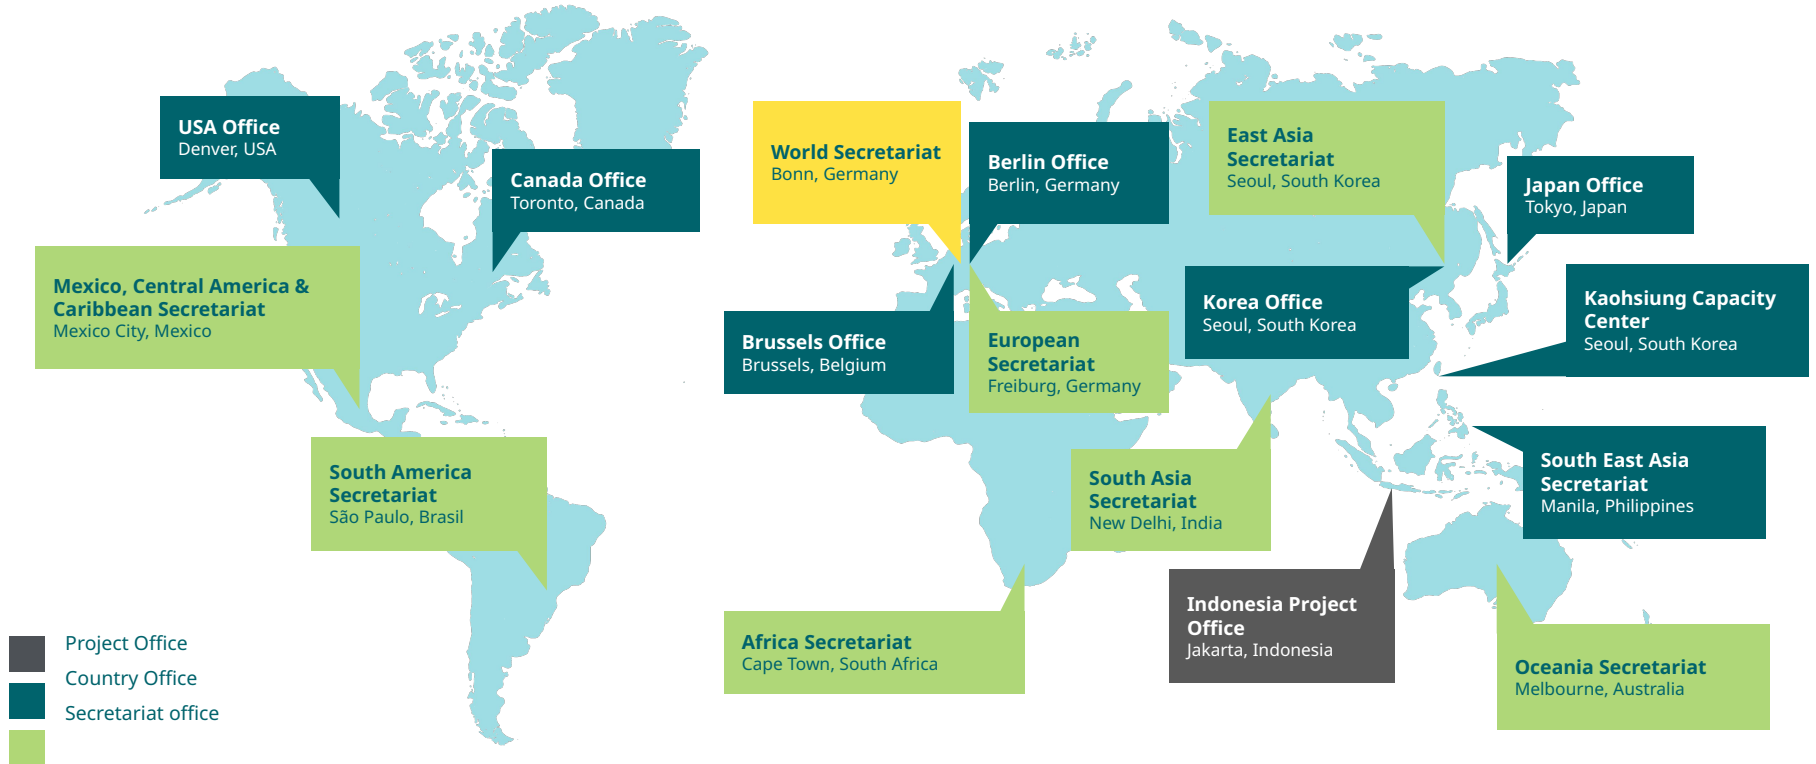 USA Office
Denver, USA
Canada Office
Toronto, Canada
Mexico, Central America &
Caribbean Secretariat
Mexico City, Mexico
South America
Secretariat
São Paulo, Brasil
World Secretariat
Bonn, Germany
Berlin Office
Berlin, Germany
East Asia
Secretariat
Seoul, South Korea
Japan Office
Tokyo, Japan
Brussels Office
Brussels, Belgium
European
Secretariat
Freiburg, Germany
Korea Office
Seoul, South Korea
Kaohsiung Capacity
Center
Seoul, South Korea
South Asia
Secretariat
New Delhi, India
South East Asia
Secretariat
Manila, Philippines
Africa Secretariat
Cape Town, South Africa
Indonesia Project
Office
Jakarta, Indonesia
Oceania Secretariat
Melbourne, Australia
Project Office
Country Office
Secretariat office